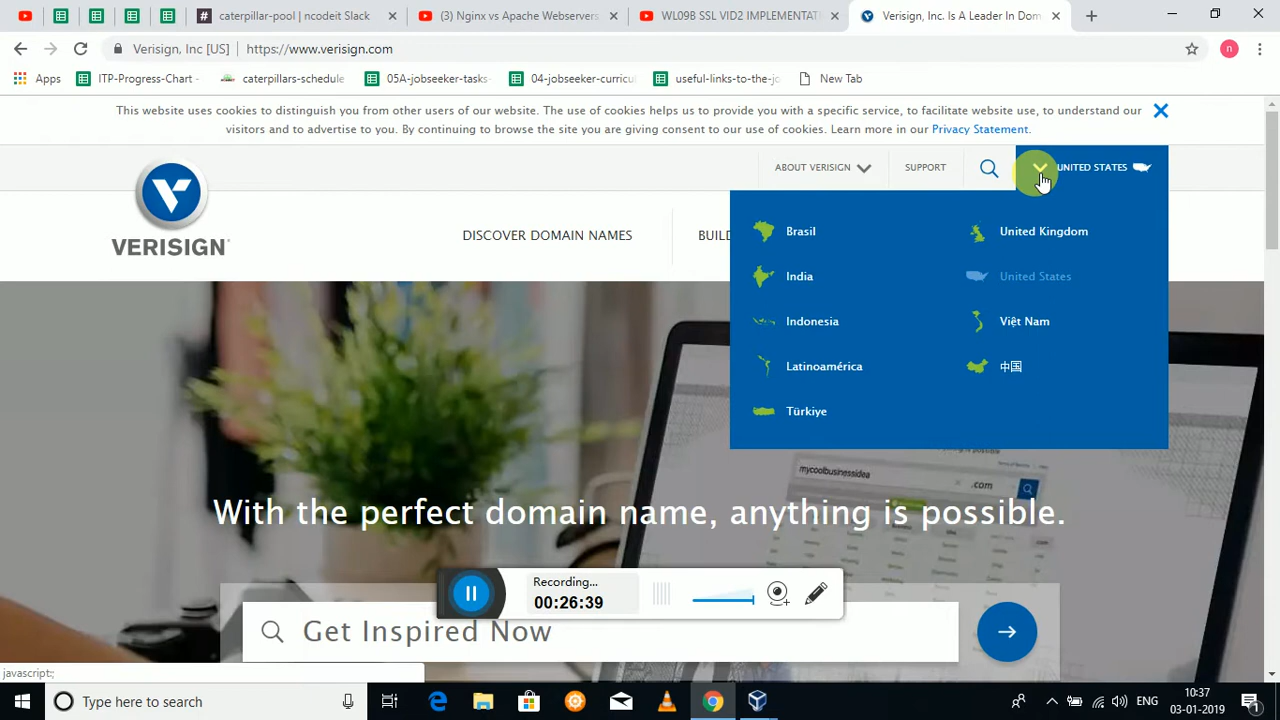 caterpillar-pool | ncodeit Slack
(3) Nginx vs Apache Webservers
WL09B SSL VID2 IMPLEMENTAT
Verisign, Inc. Is A Leader In Dom
Verisign, Inc [US] | https://www.verisign.com
n
Apps
ITP-Progress-Chart -
caterpillars-schedule
05A-jobseeker-tasks-
04-jobseeker-curricu
useful-links-to-the-jo
New Tab
This website uses cookies to distinguish you from other users of our website. The use of cookies helps us to provide you with a specific service, to facilitate website use, to understand our
visitors and to advertise to you. By continuing to browse the site you are giving consent to our use of cookies. Learn more in our Privacy Statement.
ABOUT VERISIGN
SUPPORT
UNITED STATES
VERISIGN
DISCOVER DOMAIN NAMES
BUILD
Brasil
United Kingdom
India
United States
Indonesia
Việt Nam
Latinoamérica
中国
Türkiye
mycoolbusinessidea
.com
With the perfect domain name, anything is possible.
Recording...
00:26:39
Get Inspired Now
javascript:;
Type here to search
ENG
10:37
03-01-2019
1